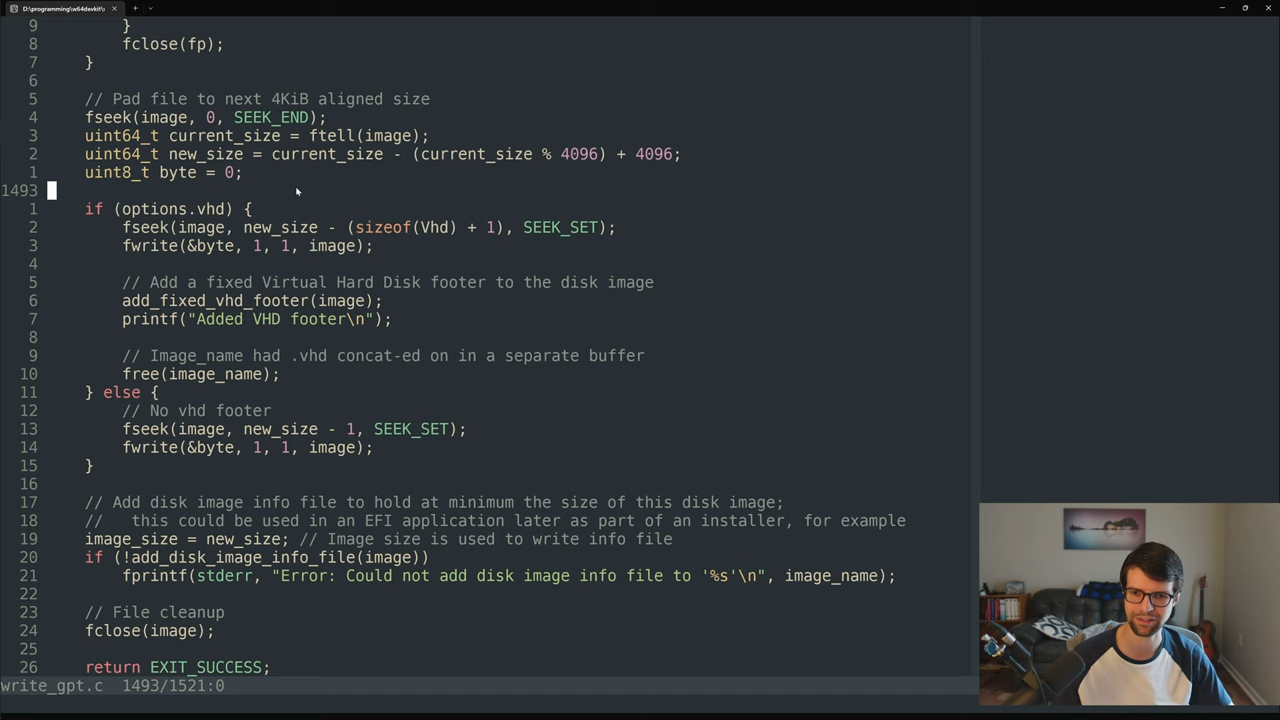 D:\programming\w64devkit\
9             }
8             fclose(fp);
7         }
6
5         // Pad file to next 4KiB aligned size
4         fseek(image, 0, SEEK_END);
3         uint64_t current_size = ftell(image);
2         uint64_t new_size = current_size - (current_size % 4096) + 4096;
1         uint8_t byte = 0;
1493
1         if (options.vhd) {
2             fseek(image, new_size - (sizeof(Vhd) + 1), SEEK_SET);
3             fwrite(&byte, 1, 1, image);
4
5             // Add a fixed Virtual Hard Disk footer to the disk image
6             add_fixed_vhd_footer(image);
7             printf("Added VHD footer\n");
8
9             // Image_name had .vhd concat-ed on in a separate buffer
10            free(image_name);
11        } else {
12            // No vhd footer
13            fseek(image, new_size - 1, SEEK_SET);
14            fwrite(&byte, 1, 1, image);
15        }
16
17        // Add disk image info file to hold at minimum the size of this disk image;
18        //   this could be used in an EFI application later as part of an installer, for example
19        image_size = new_size; // Image size is used to write info file
20        if (!add_disk_image_info_file(image))
21            fprintf(stderr, "Error: Could not add disk image info file to '%s'\n", image_name);
22
23        // File cleanup
24        fclose(image);
25
26        return EXIT_SUCCESS;
write_gpt.c  1493/1521:0